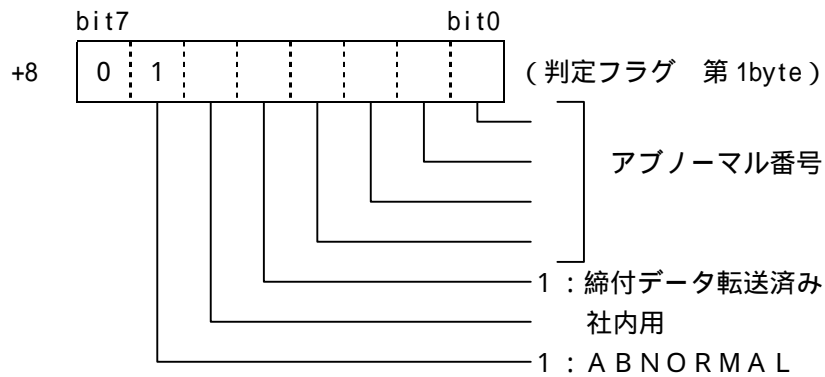 bit7 bit0
+8 0 1 (判定フラグ 第1byte)
アブノーマル番号
1:締付データ転送済み
社内用
1:ABNORMAL